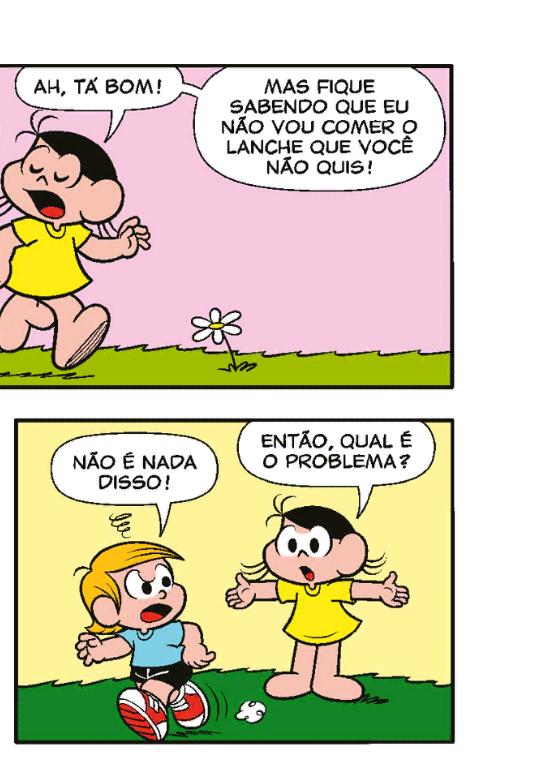 AH, TÁ BOM!
MAS FIQUE
SABENDO QUE EU
NÃO VOU COMER O
LANCHE QUE VOCÊ
NÃO QUIS!
NÃO É NADA
DISSO!
ENTÃO, QUAL É
O PROBLEMA?